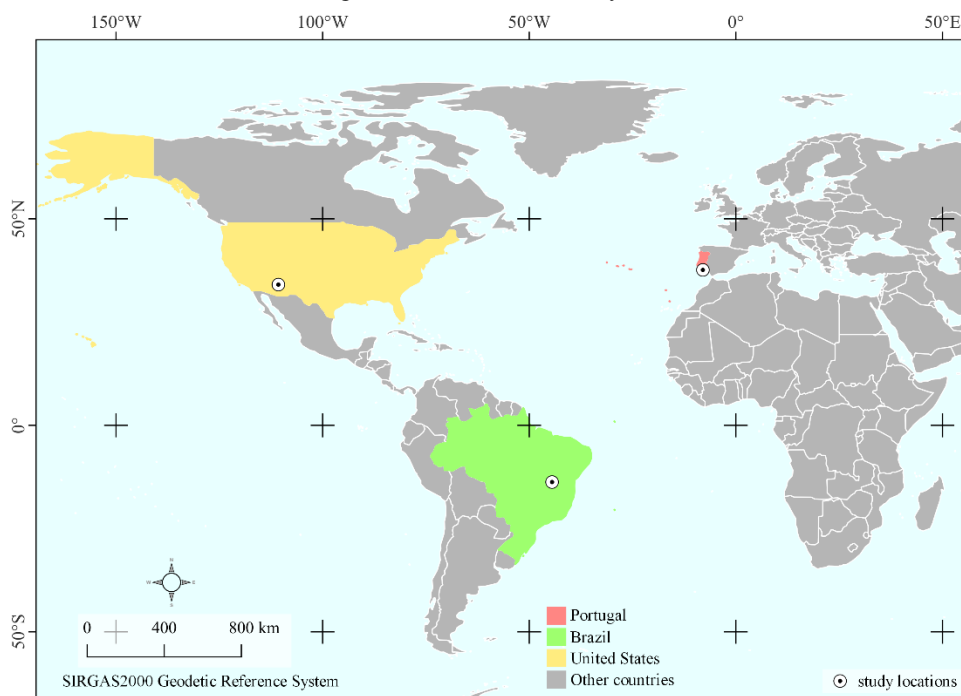 150°W 100°W 50°W 0° 50°E
50°N
0°
50°S
N
W E
S
0 400 800 km
SIRGAS2000 Geodetic Reference System
Portugal
Brazil
United States
Other countries
study locations